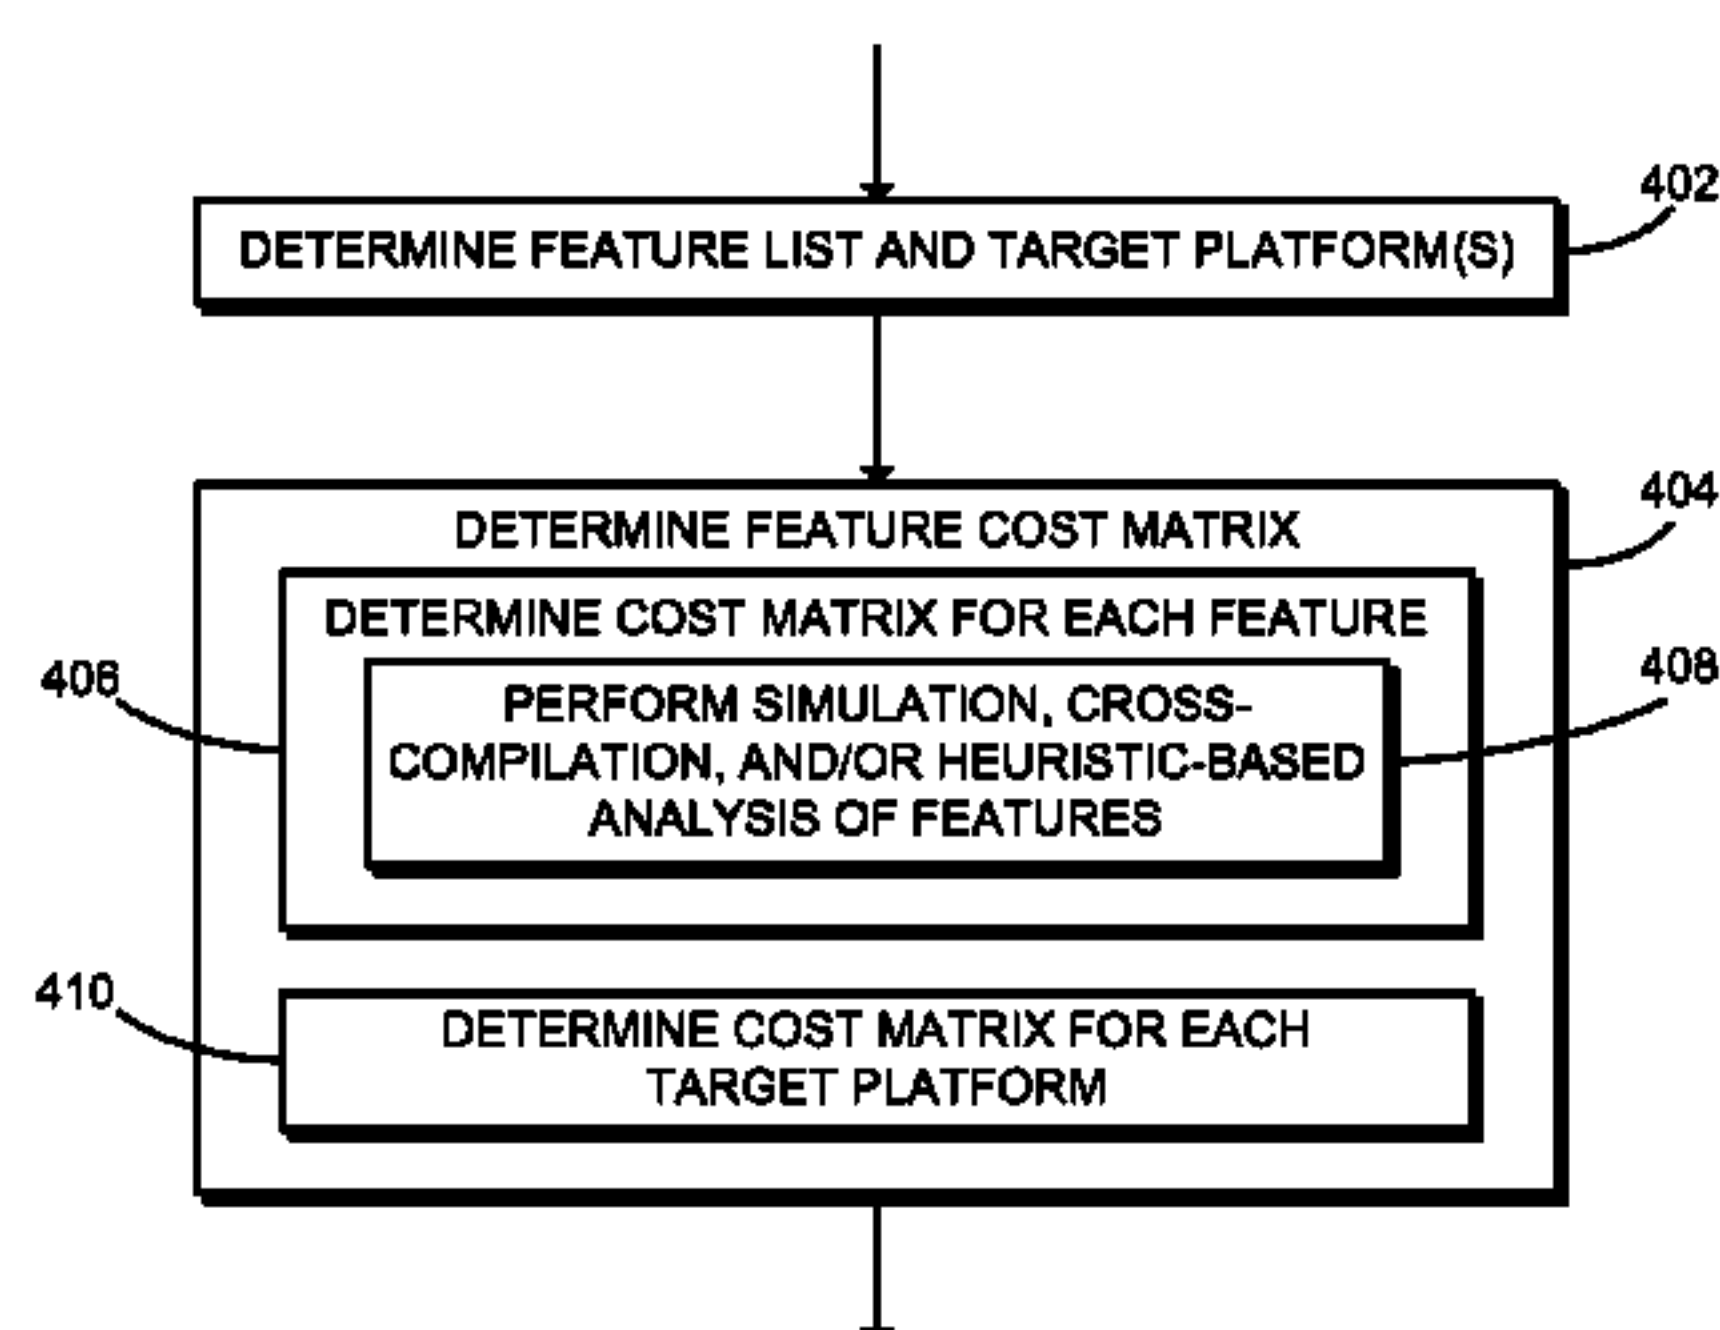 402
DETERMINE FEATURE LIST AND TARGET PLATFORM(S)
404
DETERMINE FEATURE COST MATRIX
DETERMINE COST MATRIX FOR EACH FEATURE
406
408
PERFORM SIMULATION, CROSS-
COMPILATION, AND/OR HEURISTIC-BASED
ANALYSIS OF FEATURES
410
DETERMINE COST MATRIX FOR EACH
TARGET PLATFORM